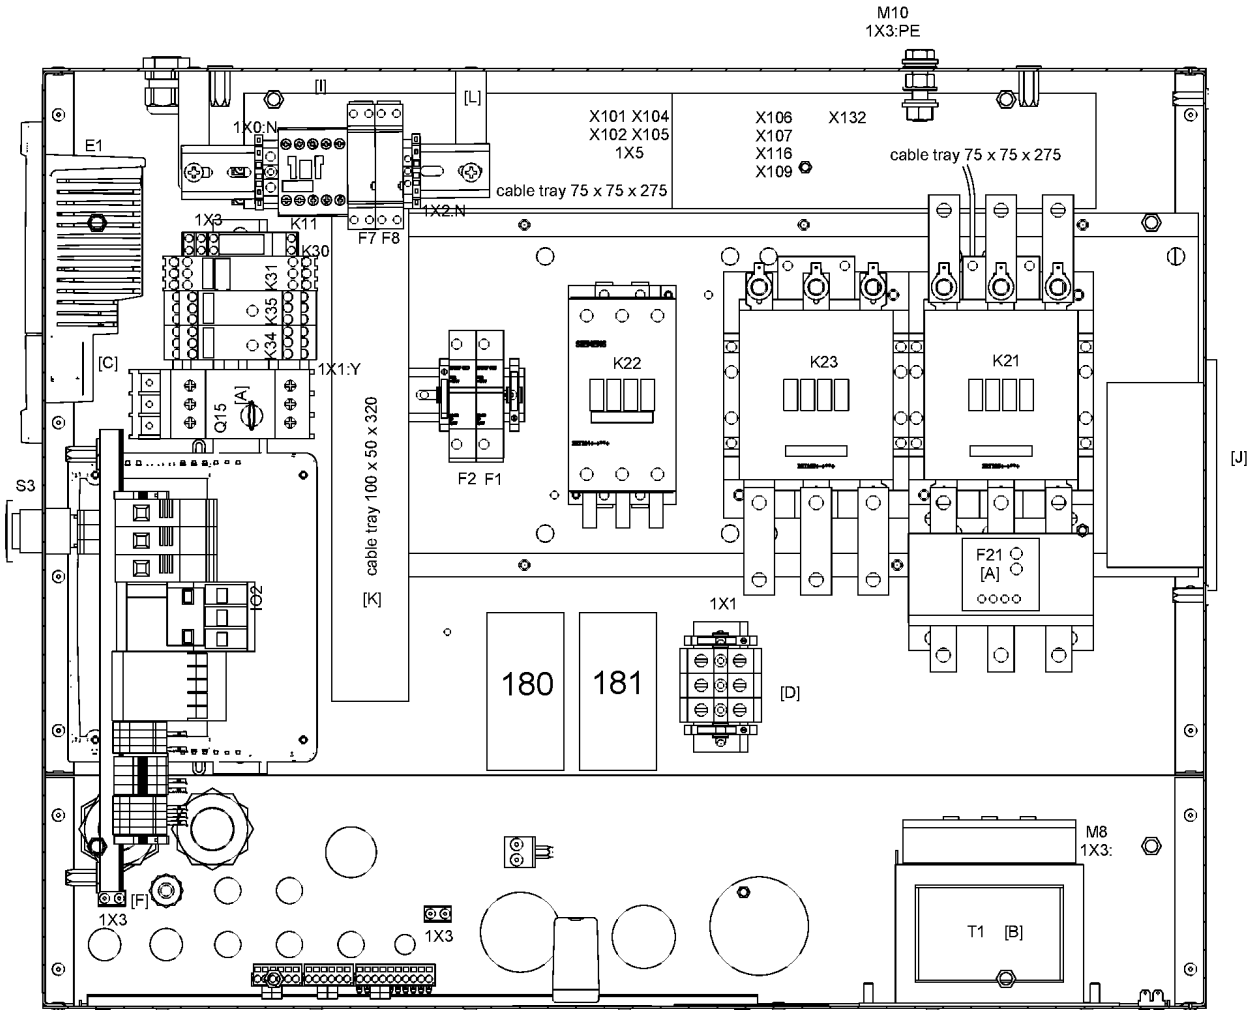 M10
1X3:PE
[I]
[L]
1X0:N
X101 X104
X102 X105
1X5
X106
X107
X116
X109
X132
cable tray 75 x 75 x 275
cable tray 75 x 75 x 275
E1
1X3
K11
F7 F8
1X2:N
K30
K31
K35
K34
[C]
1X1:Y
Q15
[A]
SIEMENS
K22
K23
K21
F2 F1
cable tray 100 x 50 x 320
[K]
[J]
S3
F21
[A]
IO2
1X1
180
181
[D]
M8
1X3:
[F]
1X3
1X3
T1 [B]